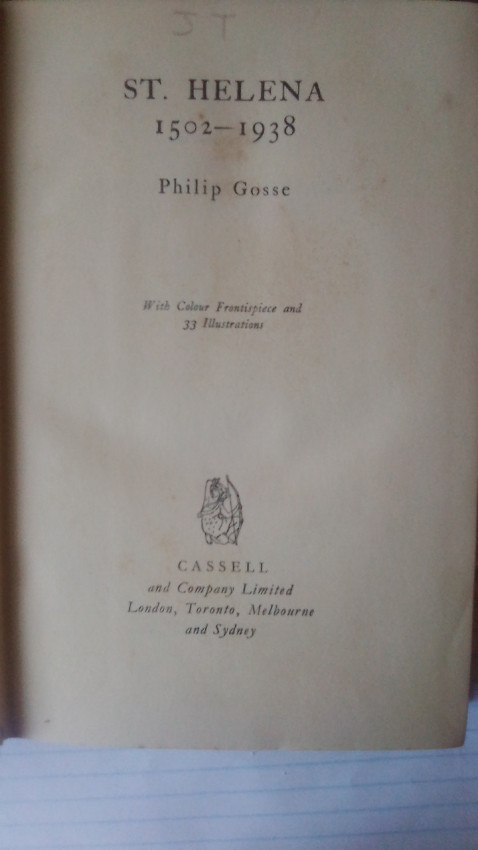 JT
ST. HELENA
1502—1938
Philip Gosse
With Colour Frontispiece and
33 Illustrations
CASSELL
and Company Limited
London, Toronto, Melbourne
and Sydney